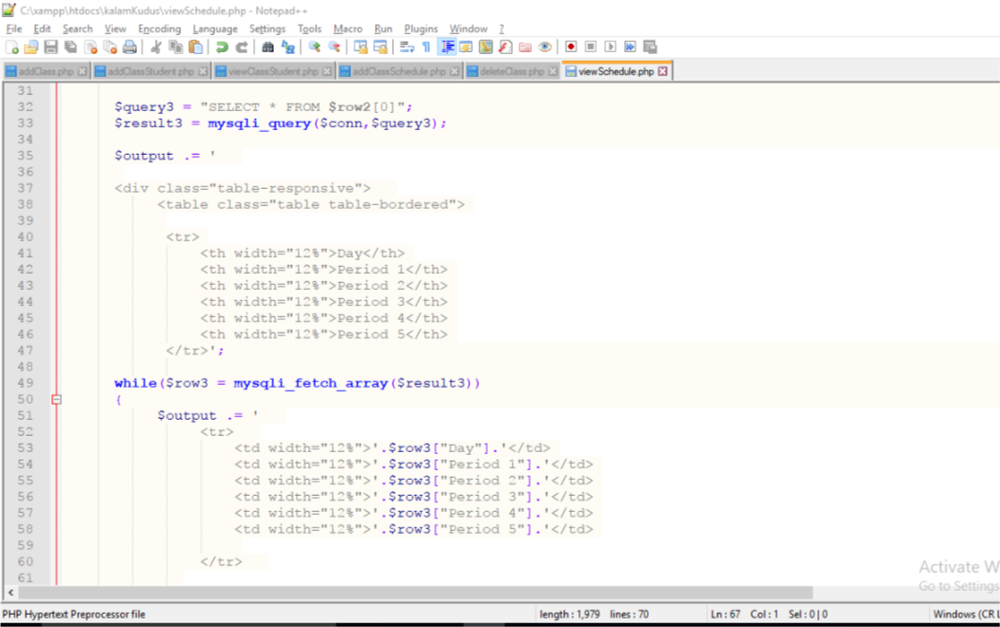 C:\xampp\htdocs\kalamKudus\viewSchedule.php - Notepad++
File Edit Search View Encoding Language Settings Tools Macro Run Plugins Window ?
addClass.php addClassStudent.php viewClassStudent.php addClassSchedule.php deleteClass.php viewSchedule.php
31
32 $query3 = "SELECT * FROM $row2[0]";
33 $result3 = mysqli_query($conn,$query3);
34
35 $output .= '
36
37 <div class="table-responsive">
38 <table class="table table-bordered">
39
40 <tr>
41 <th width="12%">Day</th>
42 <th width="12%">Period 1</th>
43 <th width="12%">Period 2</th>
44 <th width="12%">Period 3</th>
45 <th width="12%">Period 4</th>
46 <th width="12%">Period 5</th>
47 </tr>';
48
49 while($row3 = mysqli_fetch_array($result3))
50 {
51 $output .= '
52 <tr>
53 <td width="12%">'.$row3["Day"].'</td>
54 <td width="12%">'.$row3["Period 1"].'</td>
55 <td width="12%">'.$row3["Period 2"].'</td>
56 <td width="12%">'.$row3["Period 3"].'</td>
57 <td width="12%">'.$row3["Period 4"].'</td>
58 <td width="12%">'.$row3["Period 5"].'</td>
59
60 </tr>
61
Activate W
Go to Settings
PHP Hypertext Preprocessor file length : 1,979 lines : 70 Ln : 67 Col : 1 Sel : 0 | 0 Windows (CR L